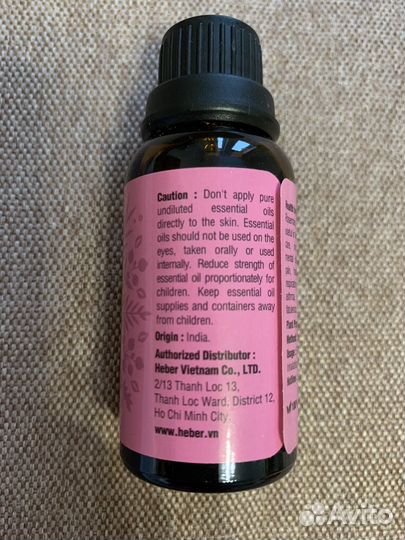 Caution : Don't apply pure
undiluted essential oils
directly to the skin. Essential
oils should not be used on the
eyes, taken orally or used
internally. Reduce strength of
essential oil proportionately for
children. Keep essential oil
supplies and containers away
from children.
Origin : India.
Authorized Distributor :
Heber Vietnam Co., LTD.
2/13 Thanh Loc 13,
Thanh Loc Ward, District 12,
Ho Chi Minh City.
www.heber.vn
Avito